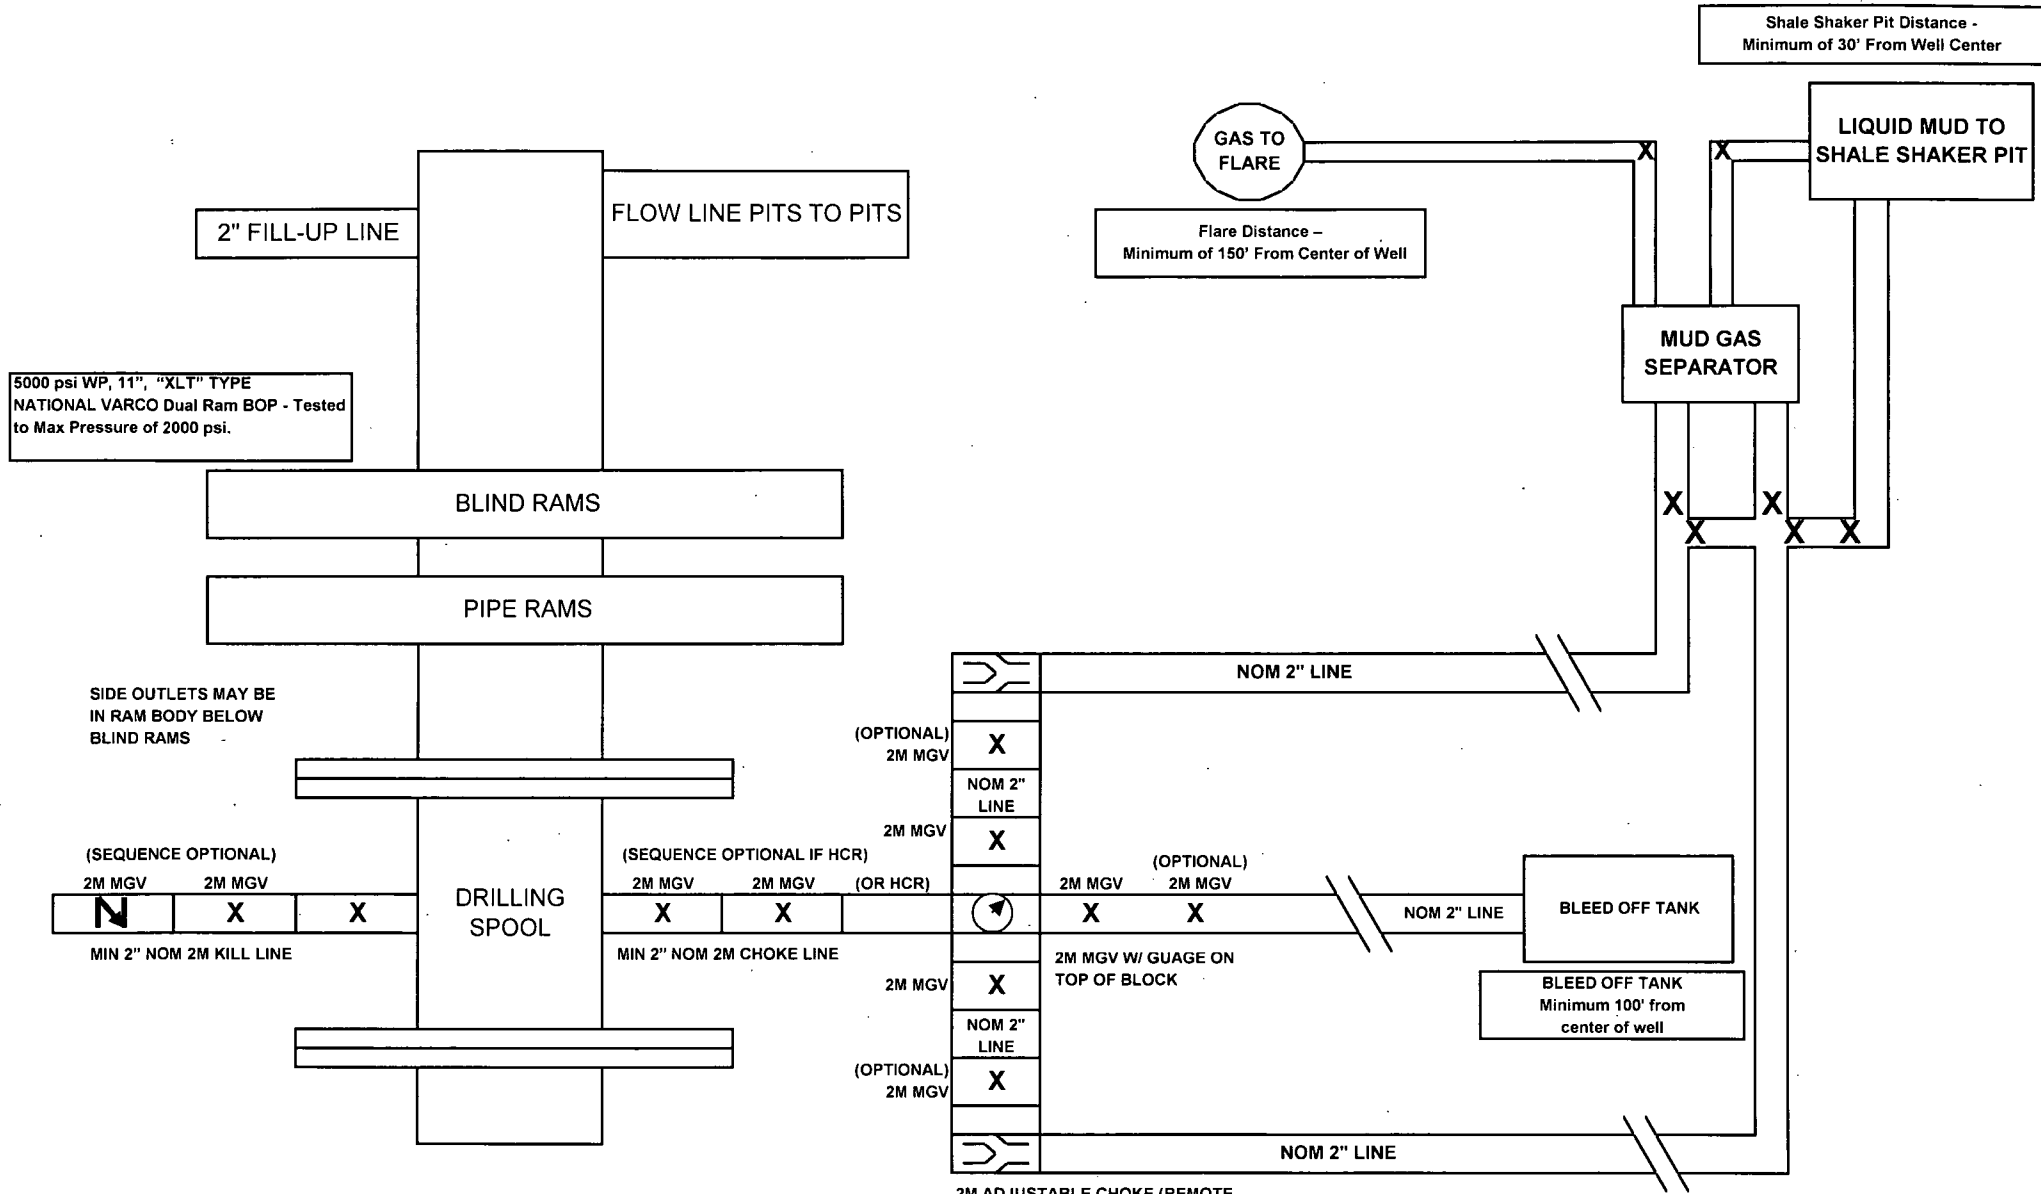 Shale Shaker Pit Distance -
Minimum of 30' From Well Center
LIQUID MUD TO
SHALE SHAKER PIT
GAS TO
FLARE
X
X
FLOW LINE PITS TO PITS
2" FILL-UP LINE
Flare Distance –
Minimum of 150' From Center of Well
MUD GAS
SEPARATOR
5000 psi WP, 11", "XLT" TYPE
NATIONAL VARCO Dual Ram BOP - Tested
to Max Pressure of 2000 psi.
BLIND RAMS
X
X
X
X
X
PIPE RAMS
NOM 2" LINE
SIDE OUTLETS MAY BE
IN RAM BODY BELOW
BLIND RAMS
(OPTIONAL)
2M MGV
X
NOM 2"
LINE
2M MGV
X
(SEQUENCE OPTIONAL)
2M MGV
2M MGV
N
X
X
MIN 2" NOM 2M KILL LINE
DRILLING
SPOOL
(SEQUENCE OPTIONAL IF HCR)
2M MGV
2M MGV
(OR HCR)
X
X
MIN 2" NOM 2M CHOKE LINE
(OPTIONAL)
2M MGV
2M MGV
X
X
NOM 2" LINE
BLEED OFF TANK
2M MGV W/ GUAGE ON
TOP OF BLOCK
BLEED OFF TANK
Minimum 100' from
center of well
2M MGV
X
NOM 2"
LINE
(OPTIONAL)
2M MGV
X
NOM 2" LINE
2M ADJUSTABLE CHOKE (REMOTE